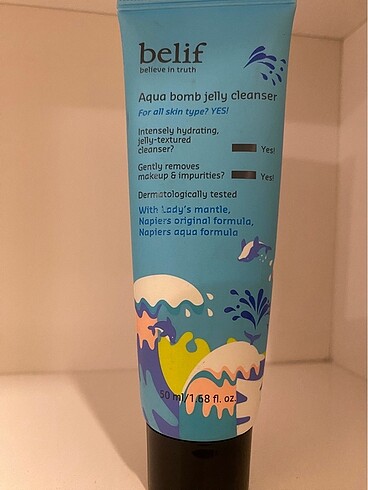 belif
believe in truth
Aqua bomb jelly cleanser
For all skin type? YES!
Intensely hydrating,
jelly-textured
cleanser? Yes!
Gently removes
makeup & impurities? Yes!
Dermatologically tested
With Lady's mantle,
Napiers original formula,
Napiers aqua formula
50 ml/1.68 fl. oz.